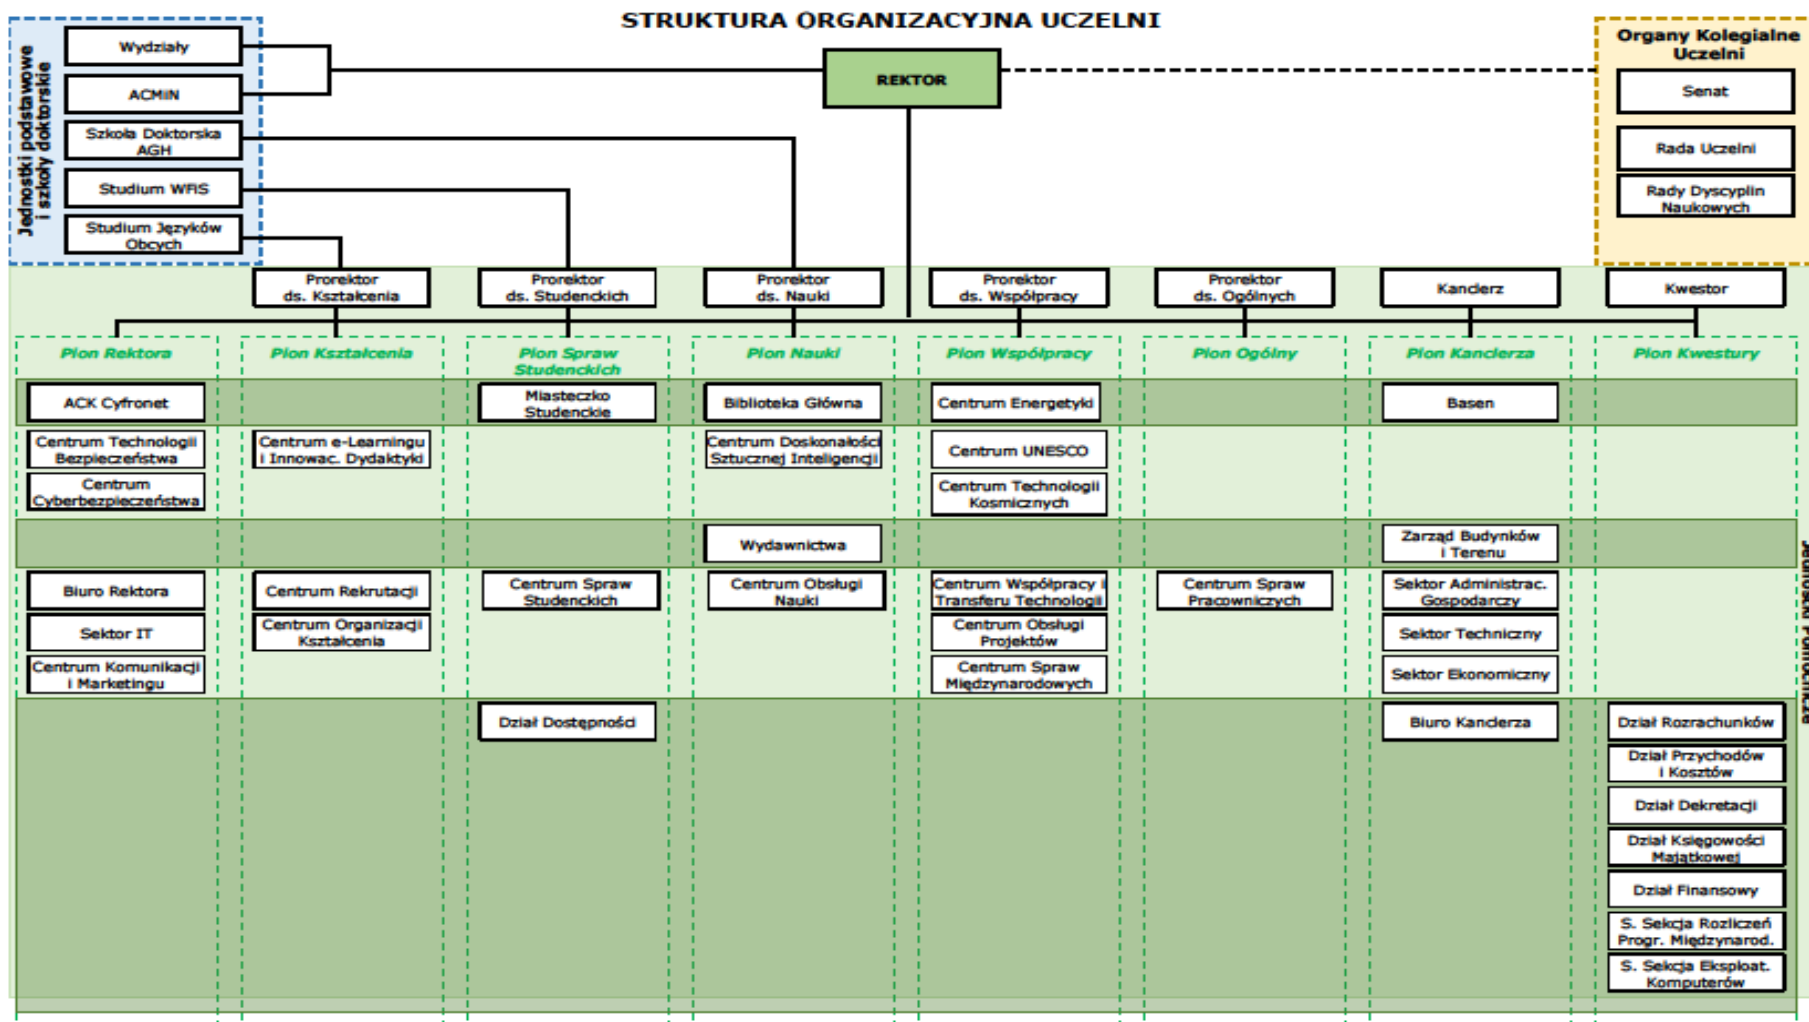 STRUKTURA ORGANIZACYJNA UCZELNI
Jednostki podstawowe
i szkoły doktorskie
Wydziały
ACMiN
Szkoła Doktorska
AGH
Studium WFiS
Studium Języków
Obcych
REKTOR
Organy Kolegialne
Uczelni
Senat
Rada Uczelni
Rady Dyscyplin
Naukowych
Prorektor
ds. Kształcenia
Prorektor
ds. Studenckich
Prorektor
ds. Nauki
Prorektor
ds. Współpracy
Prorektor
ds. Ogólnych
Kanclerz
Kwestor
Pion Rektora
Pion Kształcenia
Pion Spraw
Studenckich
Pion Nauki
Pion Współpracy
Pion Ogólny
Pion Kanclerza
Pion Kwestury
ACK Cyfronet
Miasteczko
Studenckie
Biblioteka Główna
Centrum Energetyki
Basen
Centrum Technologii
Bezpieczeństwa
Centrum e-Learningu
i Innowac. Dydaktyki
Centrum Doskonałości
Sztucznej Inteligencji
Centrum UNESCO
Centrum
Cyberbezpieczeństwa
Centrum Technologii
Kosmicznych
Wydawnictwa
Zarząd Budynków
i Terenu
Biuro Rektora
Centrum Rekrutacji
Centrum Spraw
Studenckich
Centrum Obsługi
Nauki
Centrum Współpracy i
Transferu Technologii
Centrum Spraw
Pracowniczych
Sektor Administrac.
Gospodarczy
Sektor IT
Centrum Organizacji
Kształcenia
Centrum Obsługi
Projektów
Sektor Techniczny
Centrum Komunikacji
i Marketingu
Centrum Spraw
Międzynarodowych
Sektor Ekonomiczny
Dział Dostępności
Biuro Kanclerza
Dział Rozrachunków
Dział Przychodów
i Kosztów
Dział Dekretacji
Dział Księgowości
Majątkowej
Dział Finansowy
S. Sekcja Rozliczeń
Progr. Międzynarod.
S. Sekcja Eksploat.
Komputerów